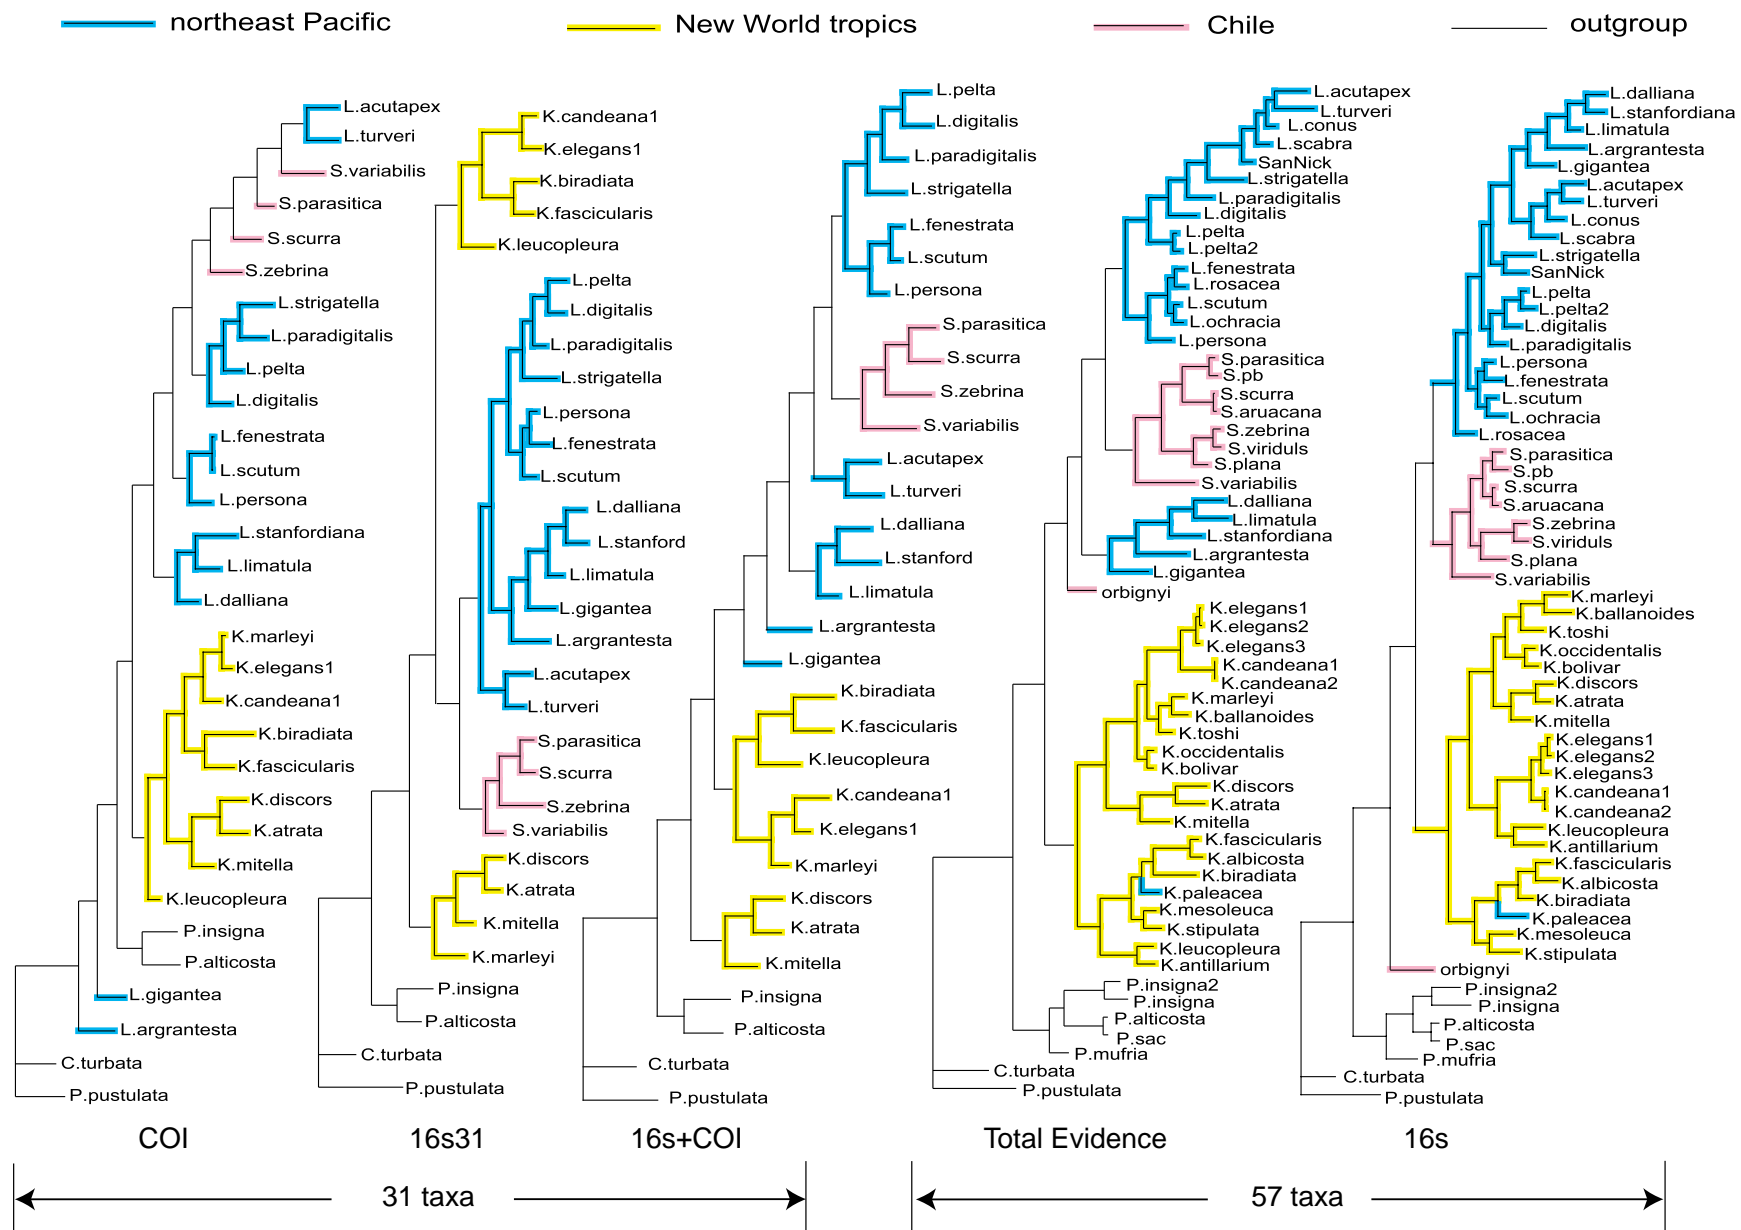 northeast Pacific
New World tropics
Chile
outgroup
L.acutapex
L.turveri
S.variabilis
S.parasitica
S.scurra
S.zebrina
L.strigatella
L.paradigitalis
L.pelta
L.digitalis
L.fenestrata
L.scutum
L.persona
L.stanfordiana
L.limatula
L.dalliana
K.marleyi
K.elegans1
K.candeana1
K.biradiata
K.fascicularis
K.discors
K.atrata
K.mitella
K.leucopleura
P.insigna
P.alticosta
L.gigantea
L.argrantesta
C.turbata
P.pustulata
COI
K.candeana1
K.elegans1
K.biradiata
K.fascicularis
K.leucopleura
L.pelta
L.digitalis
L.paradigitalis
L.strigatella
L.persona
L.fenestrata
L.scutum
L.dalliana
L.stanford
L.limatula
L.gigantea
L.argrantesta
L.acutapex
L.turveri
S.parasitica
S.scurra
S.zebrina
S.variabilis
K.discors
K.atrata
K.mitella
K.marleyi
P.insigna
P.alticosta
C.turbata
P.pustulata
16s31
L.pelta
L.digitalis
L.paradigitalis
L.strigatella
L.fenestrata
L.scutum
L.persona
S.parasitica
S.scurra
S.zebrina
S.variabilis
L.acutapex
L.turveri
L.dalliana
L.stanford
L.limatula
L.argrantesta
L.gigantea
K.biradiata
K.fascicularis
K.leucopleura
K.candeana1
K.elegans1
K.marleyi
K.discors
K.atrata
K.mitella
P.insigna
P.alticosta
C.turbata
P.pustulata
16s+COI
L.acutapex
L.turveri
L.conus
L.scabra
SanNick
L.strigatella
L.paradigitalis
L.digitalis
L.pelta
L.pelta2
L.fenestrata
L.rosacea
L.scutum
L.ochracia
L.persona
S.parasitica
S.pb
S.scurra
S.aruacana
S.zebrina
S.viriduls
S.plana
S.variabilis
L.dalliana
L.limatula
L.stanfordiana
L.argrantesta
L.gigantea
orbignyi
K.elegans1
K.elegans2
K.elegans3
K.candeana1
K.candeana2
K.marleyi
K.ballanoides
K.toshi
K.occidentalis
K.bolivar
K.discors
K.atrata
K.mitella
K.fascicularis
K.albicosta
K.biradiata
K.paleacea
K.mesoleuca
K.stipulata
K.leucopleura
K.antillarium
P.insigna2
P.insigna
P.alticosta
P.sac
P.mufria
C.turbata
P.pustulata
Total Evidence
L.dalliana
L.stanfordiana
L.limatula
L.argrantesta
L.gigantea
L.acutapex
L.turveri
L.conus
L.scabra
L.strigatella
SanNick
L.pelta
L.pelta2
L.digitalis
L.paradigitalis
L.persona
L.fenestrata
L.scutum
L.ochracia
L.rosacea
S.parasitica
S.pb
S.scurra
S.aruacana
S.zebrina
S.viriduls
S.plana
S.variabilis
K.marleyi
K.ballanoides
K.toshi
K.occidentalis
K.bolivar
K.discors
K.atrata
K.mitella
K.elegans1
K.elegans2
K.elegans3
K.candeana1
K.candeana2
K.leucopleura
K.antillarium
K.fascicularis
K.albicosta
K.biradiata
K.paleacea
K.mesoleuca
K.stipulata
orbignyi
P.insigna2
P.insigna
P.alticosta
P.sac
P.mufria
C.turbata
P.pustulata
16s
31 taxa
57 taxa